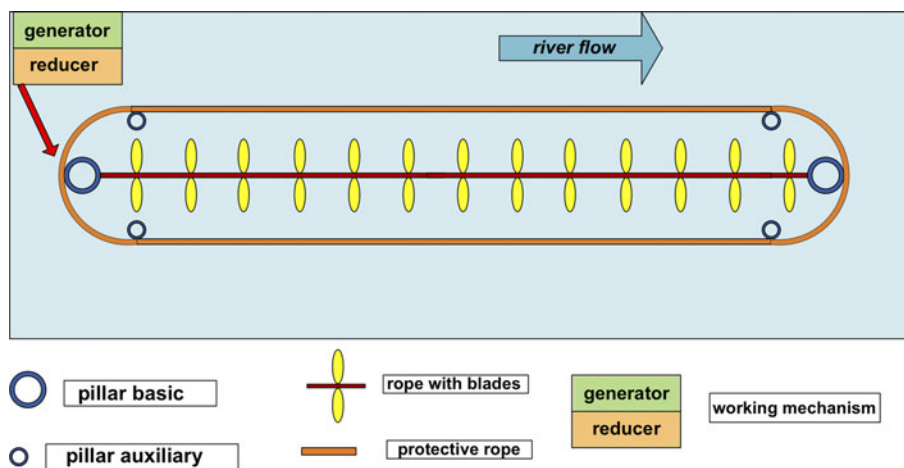 generator
reducer
river flow
pillar basic
rope with blades
generator
reducer
working mechanism
pillar auxiliary
protective rope